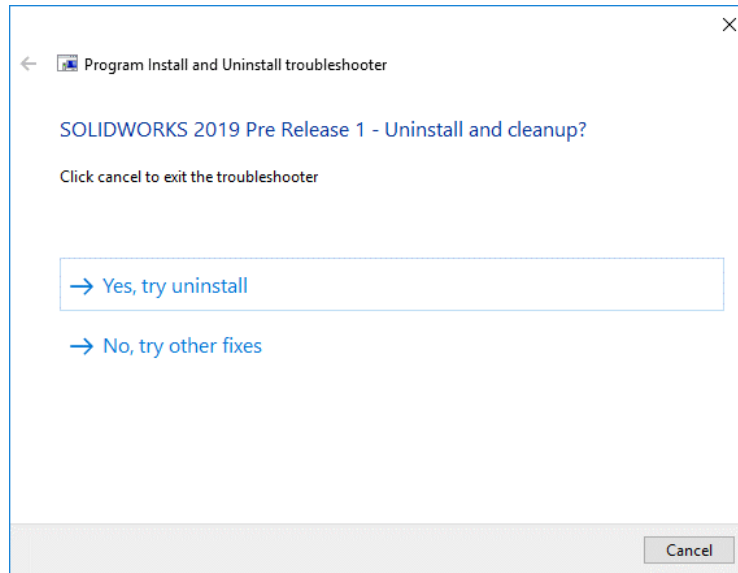 Program Install and Uninstall troubleshooter
SOLIDWORKS 2019 Pre Release 1 - Uninstall and cleanup?
Click cancel to exit the troubleshooter
Yes, try uninstall
No, try other fixes
Cancel